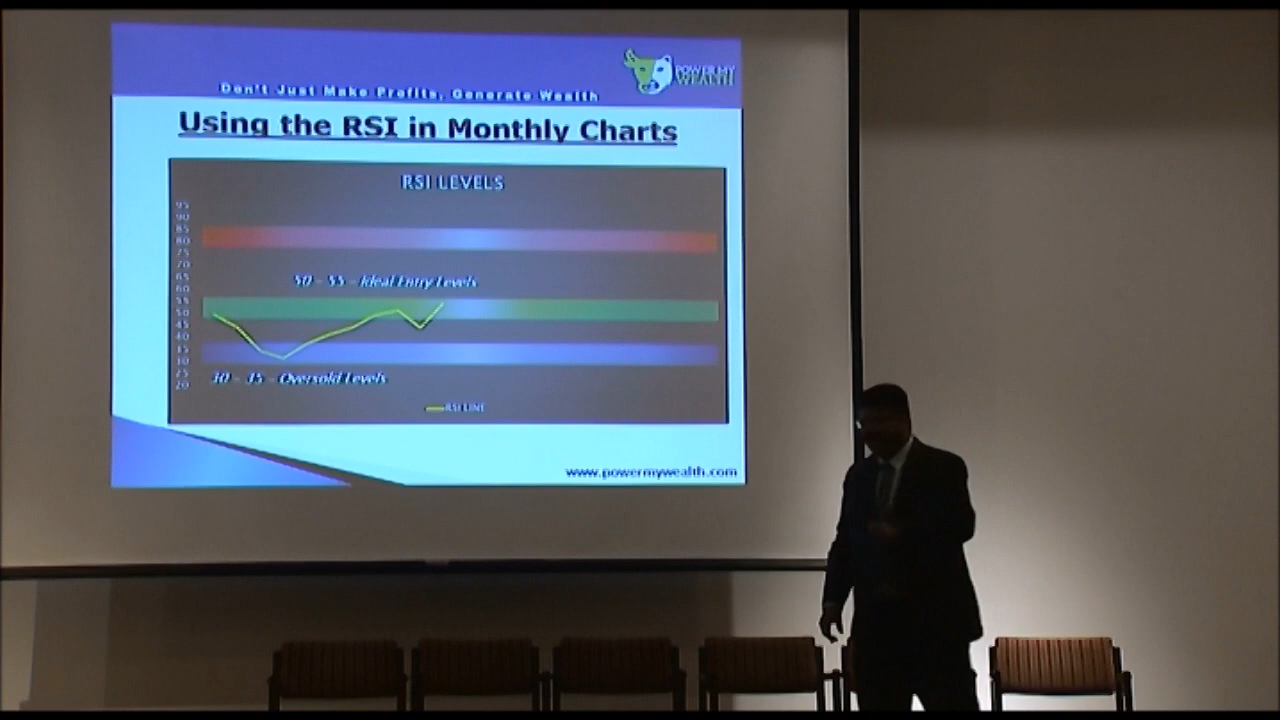 POWER MY
WEALTH
Don't Just Make Profits, Generate Wealth
Using the RSI in Monthly Charts
RSI LEVELS
95
90
85
80
75
70
65
60
50 - 55 - Ideal Entry Levels
55
50
45
40
35
30
25
20
30 - 35 - Oversold Levels
RSI LINE
www.powermywealth.com